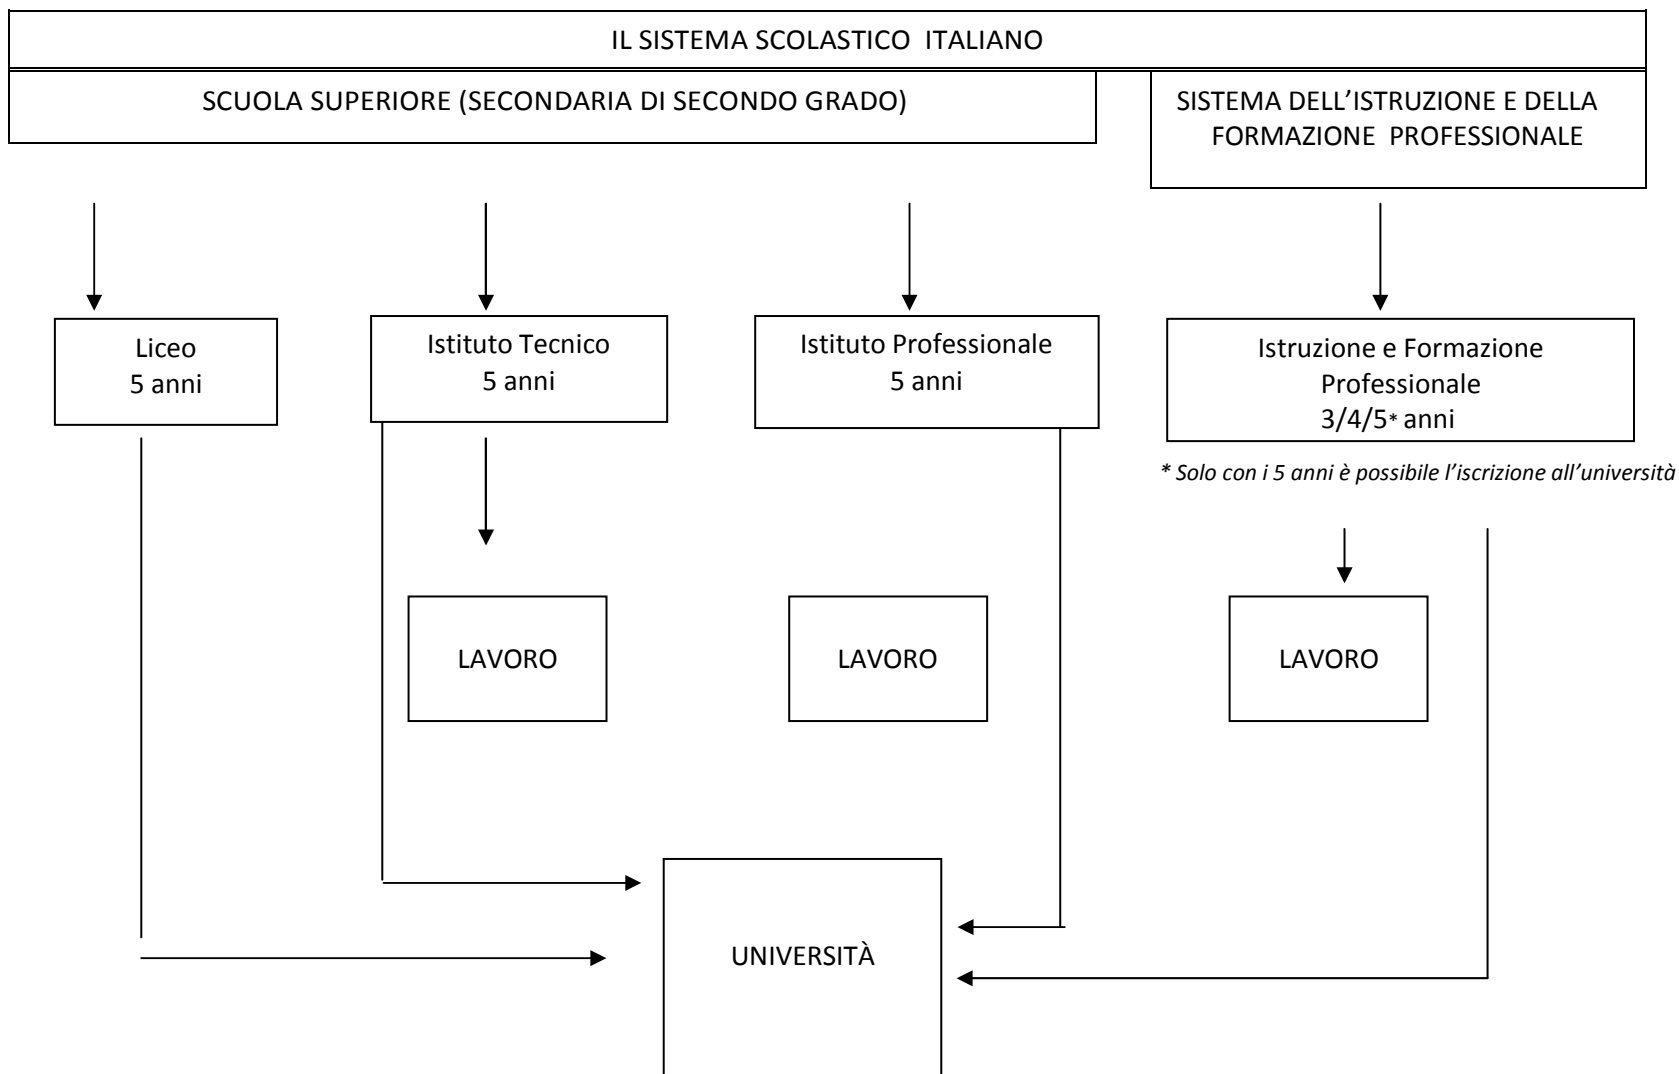 IL SISTEMA SCOLASTICO ITALIANO
SCUOLA SUPERIORE (SECONDARIA DI SECONDO GRADO)
SISTEMA DELL’ISTRUZIONE E DELLA
FORMAZIONE PROFESSIONALE
Liceo
5 anni
Istituto Tecnico
5 anni
Istituto Professionale
5 anni
Istruzione e Formazione
Professionale
3/4/5* anni
* Solo con i 5 anni è possibile l’iscrizione all’università
LAVORO
LAVORO
LAVORO
UNIVERSITÀ